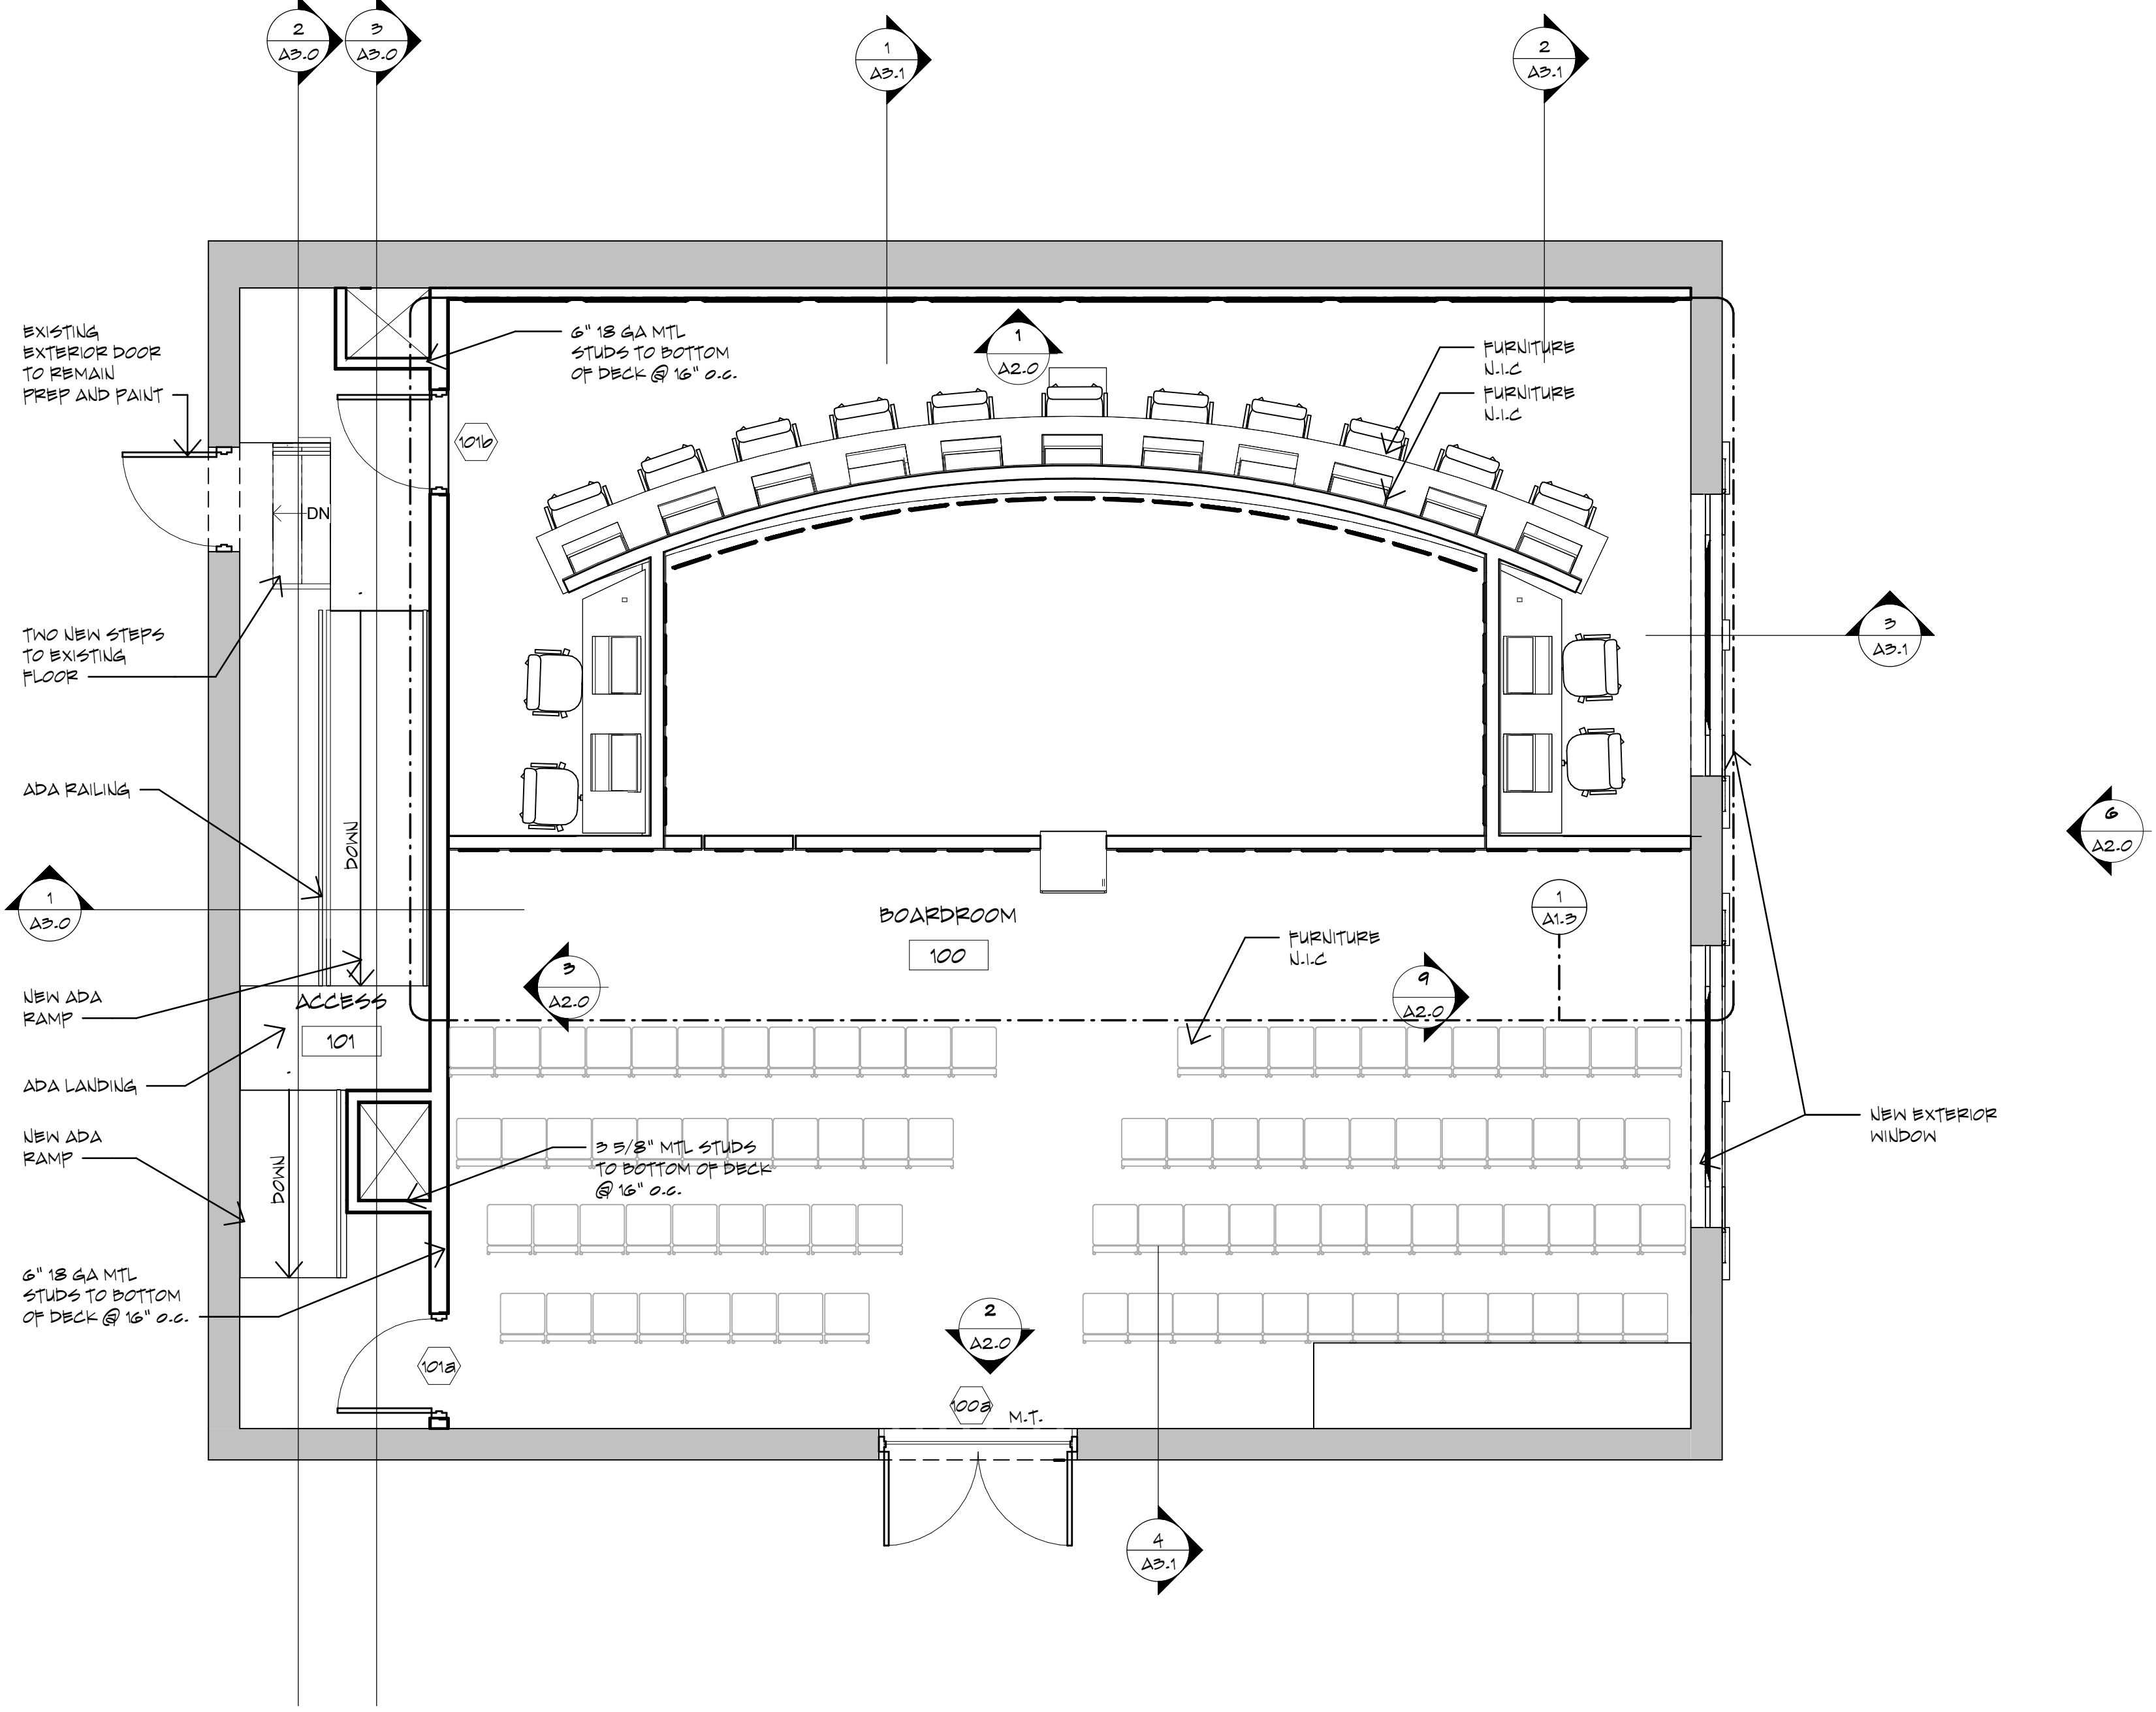 2
A3.0
3
A3.0
1
A3.1
2
A3.1
EXISTING
EXTERIOR DOOR
TO REMAIN
PREP AND PAINT
6" 18 GA MTL
STUDS TO BOTTOM
OF DECK @ 16" o.c.
1
A2.0
FURNITURE
N.I.C
FURNITURE
N.I.C
101b
DN
TWO NEW STEPS
TO EXISTING
FLOOR
3
A3.1
ADA RAILING
DOWN
6
A2.0
1
A3.0
BOARDROOM
100
1
A1.3
FURNITURE
N.I.C
3
A2.0
9
A2.0
NEW ADA
RAMP
ACCESS
101
ADA LANDING
NEW ADA
RAMP
DOWN
3 5/8" MTL STUDS
TO BOTTOM OF DECK
@ 16" o.c.
NEW EXTERIOR
WINDOW
6" 18 GA MTL
STUDS TO BOTTOM
OF DECK @ 16" o.c.
2
A2.0
101a
100a
M.T.
4
A3.1